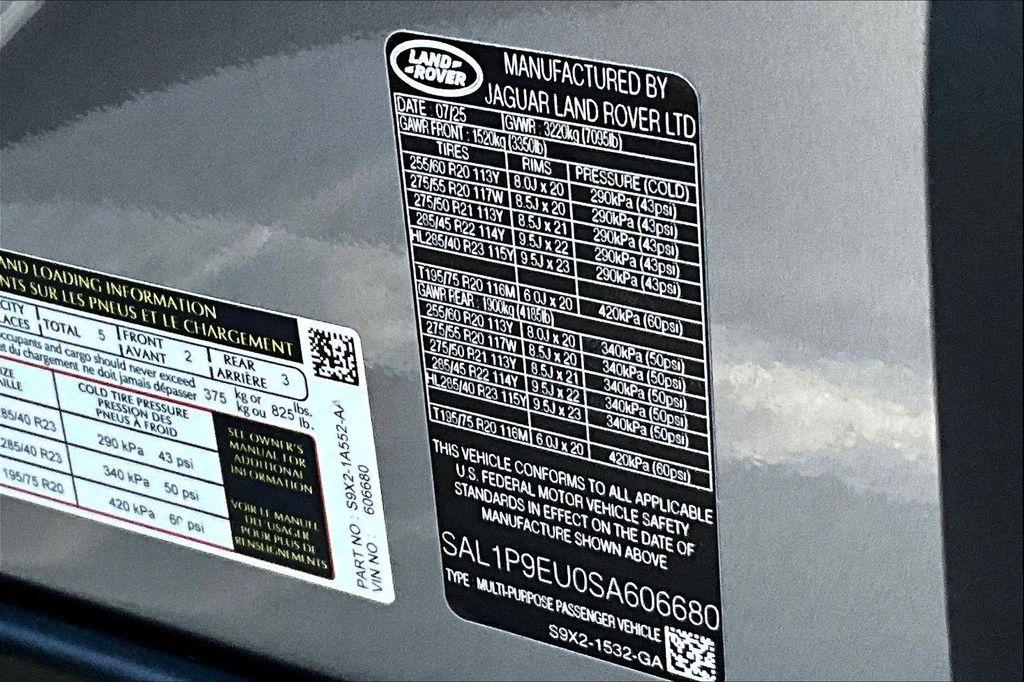 AND LOADING INFORMATION
NTS SUR LES PNEUS ET LE CHARGEMENT
CITY TOTAL 5 FRONT 2 REAR 3
LACES AVANT ARRIÈRE
ccupants and cargo should never exceed 375 kg or 825 lbs.
t du chargement ne doit jamais dépasser kg ou lb.
IZE COLD TIRE PRESSURE
ILLE PRESSION DES
PNEUS À FROID
85/40 R23 290 kPa 43 psi
285/40 R23 340 kPa 50 psi
195/75 R20 420 kPa 60 psi
SEE OWNER'S
MANUAL FOR
ADDITIONAL
INFORMATION
VOIR LE MANUEL
DE L'USAGER
POUR PLUS DE
RENSEIGNEMENTS
PART NO: S9X2-1A552-AA
VIN NO: 606680
LAND
ROVER
MANUFACTURED BY
JAGUAR LAND ROVER LTD
DATE : 07/25 GVWR : 3220kg (7095lb)
GAWR FRONT : 1520kg (3350lb)
TIRES RIMS PRESSURE (COLD)
255/60 R20 113Y 8.0J x 20 290kPa (43psi)
275/55 R20 117W 8.5J x 20 290kPa (43psi)
275/50 R21 113Y 8.5J x 21 290kPa (43psi)
285/45 R22 114Y 9.5J x 22 290kPa (43psi)
HL285/40 R23 115Y 9.5J x 23 290kPa (43psi)
T195/75 R20 116M 6.0J x 20 420kPa (60psi)
GAWR REAR : 1900kg (4185lb)
255/60 R20 113Y 8.0J x 20 340kPa (50psi)
275/55 R20 117W 8.5J x 20 340kPa (50psi)
275/50 R21 113Y 8.5J x 21 340kPa (50psi)
285/45 R22 114Y 9.5J x 22 340kPa (50psi)
HL285/40 R23 115Y 9.5J x 23 340kPa (50psi)
T195/75 R20 116M 6.0J x 20 420kPa (60psi)
THIS VEHICLE CONFORMS TO ALL APPLICABLE
U.S. FEDERAL MOTOR VEHICLE SAFETY
STANDARDS IN EFFECT ON THE DATE OF
MANUFACTURE SHOWN ABOVE
SAL1P9EU0SA606680
TYPE : MULTI-PURPOSE PASSENGER VEHICLE
S9X2-1532-GA